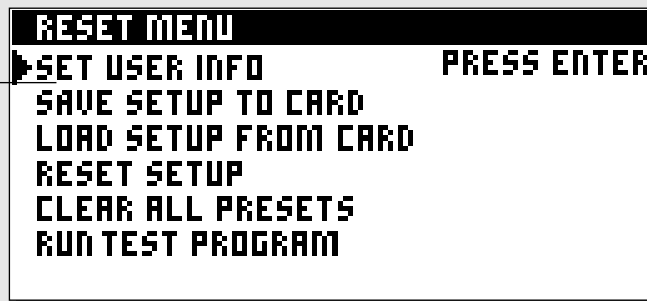 RESET MENU
SET USER INFO PRESS ENTER
SAVE SETUP TO CARD
LOAD SETUP FROM CARD
RESET SETUP
CLEAR ALL PRESETS
RUN TEST PROGRAM